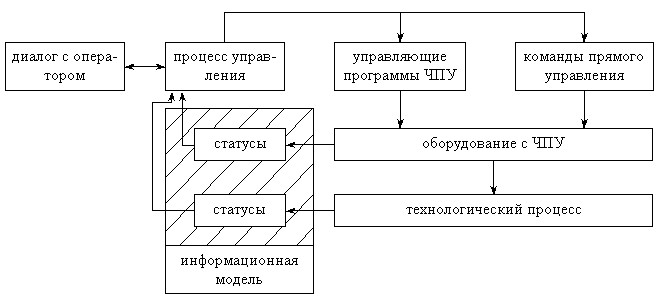 диалог с опера-
тором
процесс управ-
ления
управляющие
программы ЧПУ
команды прямого
управления
статусы
оборудование с ЧПУ
статусы
технологический процесс
информационная
модель